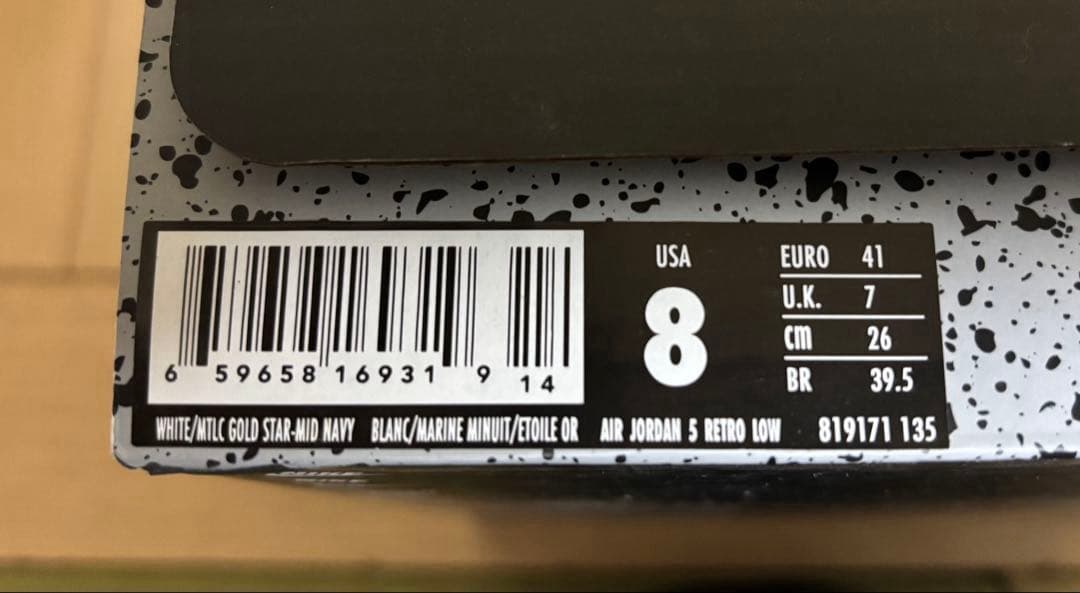 USA
8
EURO 41
U.K. 7
cm 26
BR 39.5
6 59658 16931 9 14
WHITE/MTLC GOLD STAR-MID NAVY BLANC/MARINE MINUIT/ETOILE OR AIR JORDAN 5 RETRO LOW 819171 135